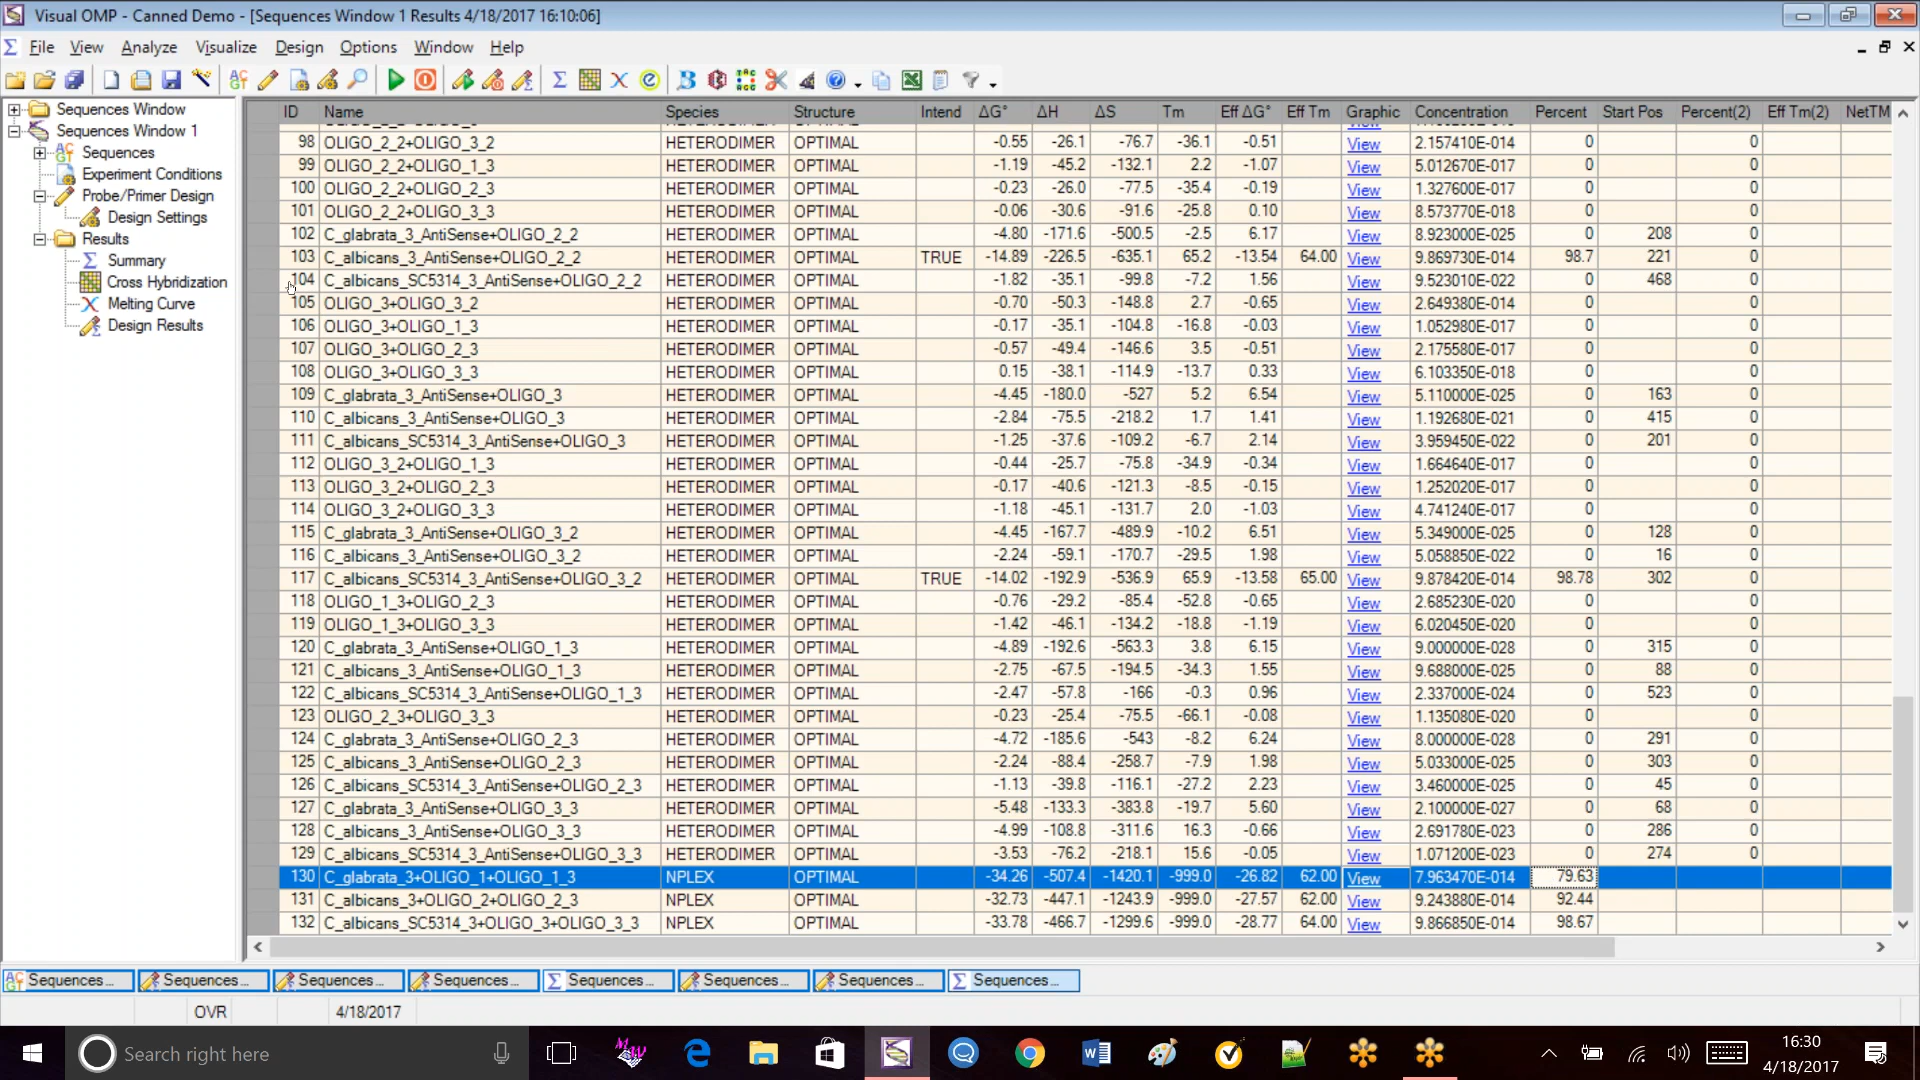 Visual OMP - Canned Demo - [Sequences Window 1 Results 4/18/2017 16:10:06]
File View Analyze Visualize Design Options Window Help
Sequences Window
Sequences Window 1
Sequences
Experiment Conditions
Probe/Primer Design
Design Settings
Results
Summary
Cross Hybridization
Melting Curve
Design Results
ID Name Species Structure Intend ΔG° ΔH ΔS Tm Eff ΔG° Eff Tm Graphic Concentration Percent Start Pos Percent(2) Eff Tm(2) NetTM
98 OLIGO_2_2+OLIGO_3_2 HETERODIMER OPTIMAL -0.55 -26.1 -76.7 -36.1 -0.51 View 2.157410E-014 0 0
99 OLIGO_2_2+OLIGO_1_3 HETERODIMER OPTIMAL -1.19 -45.2 -132.1 2.2 -1.07 View 5.012670E-017 0 0
100 OLIGO_2_2+OLIGO_2_3 HETERODIMER OPTIMAL -0.23 -26.0 -77.5 -35.4 -0.19 View 1.327600E-017 0 0
101 OLIGO_2_2+OLIGO_3_3 HETERODIMER OPTIMAL -0.06 -30.6 -91.6 -25.8 0.10 View 8.573770E-018 0 0
102 C_glabrata_3_AntiSense+OLIGO_2_2 HETERODIMER OPTIMAL -4.80 -171.6 -500.5 -2.5 6.17 View 8.923000E-025 0 208 0
103 C_albicans_3_AntiSense+OLIGO_2_2 HETERODIMER OPTIMAL TRUE -14.89 -226.5 -635.1 65.2 -13.54 64.00 View 9.869730E-014 98.7 221 0
104 C_albicans_SC5314_3_AntiSense+OLIGO_2_2 HETERODIMER OPTIMAL -1.82 -35.1 -99.8 -7.2 1.56 View 9.523010E-022 0 468 0
105 OLIGO_3+OLIGO_3_2 HETERODIMER OPTIMAL -0.70 -50.3 -148.8 2.7 -0.65 View 2.649380E-014 0 0
106 OLIGO_3+OLIGO_1_3 HETERODIMER OPTIMAL -0.17 -35.1 -104.8 -16.8 -0.03 View 1.052980E-017 0 0
107 OLIGO_3+OLIGO_2_3 HETERODIMER OPTIMAL -0.57 -49.4 -146.6 3.5 -0.51 View 2.175580E-017 0 0
108 OLIGO_3+OLIGO_3_3 HETERODIMER OPTIMAL 0.15 -38.1 -114.9 -13.7 0.33 View 6.103350E-018 0 0
109 C_glabrata_3_AntiSense+OLIGO_3 HETERODIMER OPTIMAL -4.45 -180.0 -527 5.2 6.54 View 5.110000E-025 0 163 0
110 C_albicans_3_AntiSense+OLIGO_3 HETERODIMER OPTIMAL -2.84 -75.5 -218.2 1.7 1.41 View 1.192680E-021 0 415 0
111 C_albicans_SC5314_3_AntiSense+OLIGO_3 HETERODIMER OPTIMAL -1.25 -37.6 -109.2 -6.7 2.14 View 3.959450E-022 0 201 0
112 OLIGO_3_2+OLIGO_1_3 HETERODIMER OPTIMAL -0.44 -25.7 -75.8 -34.9 -0.34 View 1.664640E-017 0 0
113 OLIGO_3_2+OLIGO_2_3 HETERODIMER OPTIMAL -0.17 -40.6 -121.3 -8.5 -0.15 View 1.252020E-017 0 0
114 OLIGO_3_2+OLIGO_3_3 HETERODIMER OPTIMAL -1.18 -45.1 -131.7 2.0 -1.03 View 4.741240E-017 0 0
115 C_glabrata_3_AntiSense+OLIGO_3_2 HETERODIMER OPTIMAL -4.45 -167.7 -489.9 -10.2 6.51 View 5.349000E-025 0 128 0
116 C_albicans_3_AntiSense+OLIGO_3_2 HETERODIMER OPTIMAL -2.24 -59.1 -170.7 -29.5 1.98 View 5.058850E-022 0 16 0
117 C_albicans_SC5314_3_AntiSense+OLIGO_3_2 HETERODIMER OPTIMAL TRUE -14.02 -192.9 -536.9 65.9 -13.58 65.00 View 9.878420E-014 98.78 302 0
118 OLIGO_1_3+OLIGO_2_3 HETERODIMER OPTIMAL -0.76 -29.2 -85.4 -52.8 -0.65 View 2.685230E-020 0 0
119 OLIGO_1_3+OLIGO_3_3 HETERODIMER OPTIMAL -1.42 -46.1 -134.2 -18.8 -1.19 View 6.020450E-020 0 0
120 C_glabrata_3_AntiSense+OLIGO_1_3 HETERODIMER OPTIMAL -4.89 -192.6 -563.3 3.8 6.15 View 9.000000E-028 0 315 0
121 C_albicans_3_AntiSense+OLIGO_1_3 HETERODIMER OPTIMAL -2.75 -67.5 -194.5 -34.3 1.55 View 9.688000E-025 0 88 0
122 C_albicans_SC5314_3_AntiSense+OLIGO_1_3 HETERODIMER OPTIMAL -2.47 -57.8 -166 -0.3 0.96 View 2.337000E-024 0 523 0
123 OLIGO_2_3+OLIGO_3_3 HETERODIMER OPTIMAL -0.23 -25.4 -75.5 -66.1 -0.08 View 1.135080E-020 0 0
124 C_glabrata_3_AntiSense+OLIGO_2_3 HETERODIMER OPTIMAL -4.72 -185.6 -543 -8.2 6.24 View 8.000000E-028 0 291 0
125 C_albicans_3_AntiSense+OLIGO_2_3 HETERODIMER OPTIMAL -2.24 -88.4 -258.7 -7.9 1.98 View 5.033000E-025 0 303 0
126 C_albicans_SC5314_3_AntiSense+OLIGO_2_3 HETERODIMER OPTIMAL -1.13 -39.8 -116.1 -27.2 2.23 View 3.460000E-025 0 45 0
127 C_glabrata_3_AntiSense+OLIGO_3_3 HETERODIMER OPTIMAL -5.48 -133.3 -383.8 -19.7 5.60 View 2.100000E-027 0 68 0
128 C_albicans_3_AntiSense+OLIGO_3_3 HETERODIMER OPTIMAL -4.99 -108.8 -311.6 16.3 -0.66 View 2.691780E-023 0 286 0
129 C_albicans_SC5314_3_AntiSense+OLIGO_3_3 HETERODIMER OPTIMAL -3.53 -76.2 -218.1 15.6 -0.05 View 1.071200E-023 0 274 0
130 C_glabrata_3+OLIGO_1+OLIGO_1_3 NPLEX OPTIMAL -34.26 -507.4 -1420.1 -999.0 -26.82 62.00 View 7.963470E-014 79.63
131 C_albicans_3+OLIGO_2+OLIGO_2_3 NPLEX OPTIMAL -32.73 -447.1 -1243.9 -999.0 -27.57 62.00 View 9.243880E-014 92.44
132 C_albicans_SC5314_3+OLIGO_3+OLIGO_3_3 NPLEX OPTIMAL -33.78 -466.7 -1299.6 -999.0 -28.77 64.00 View 9.866850E-014 98.67
Sequences... Sequences... Sequences... Sequences... Sequences... Sequences... Sequences... Sequences...
OVR 4/18/2017
Search right here
16:30
4/18/2017